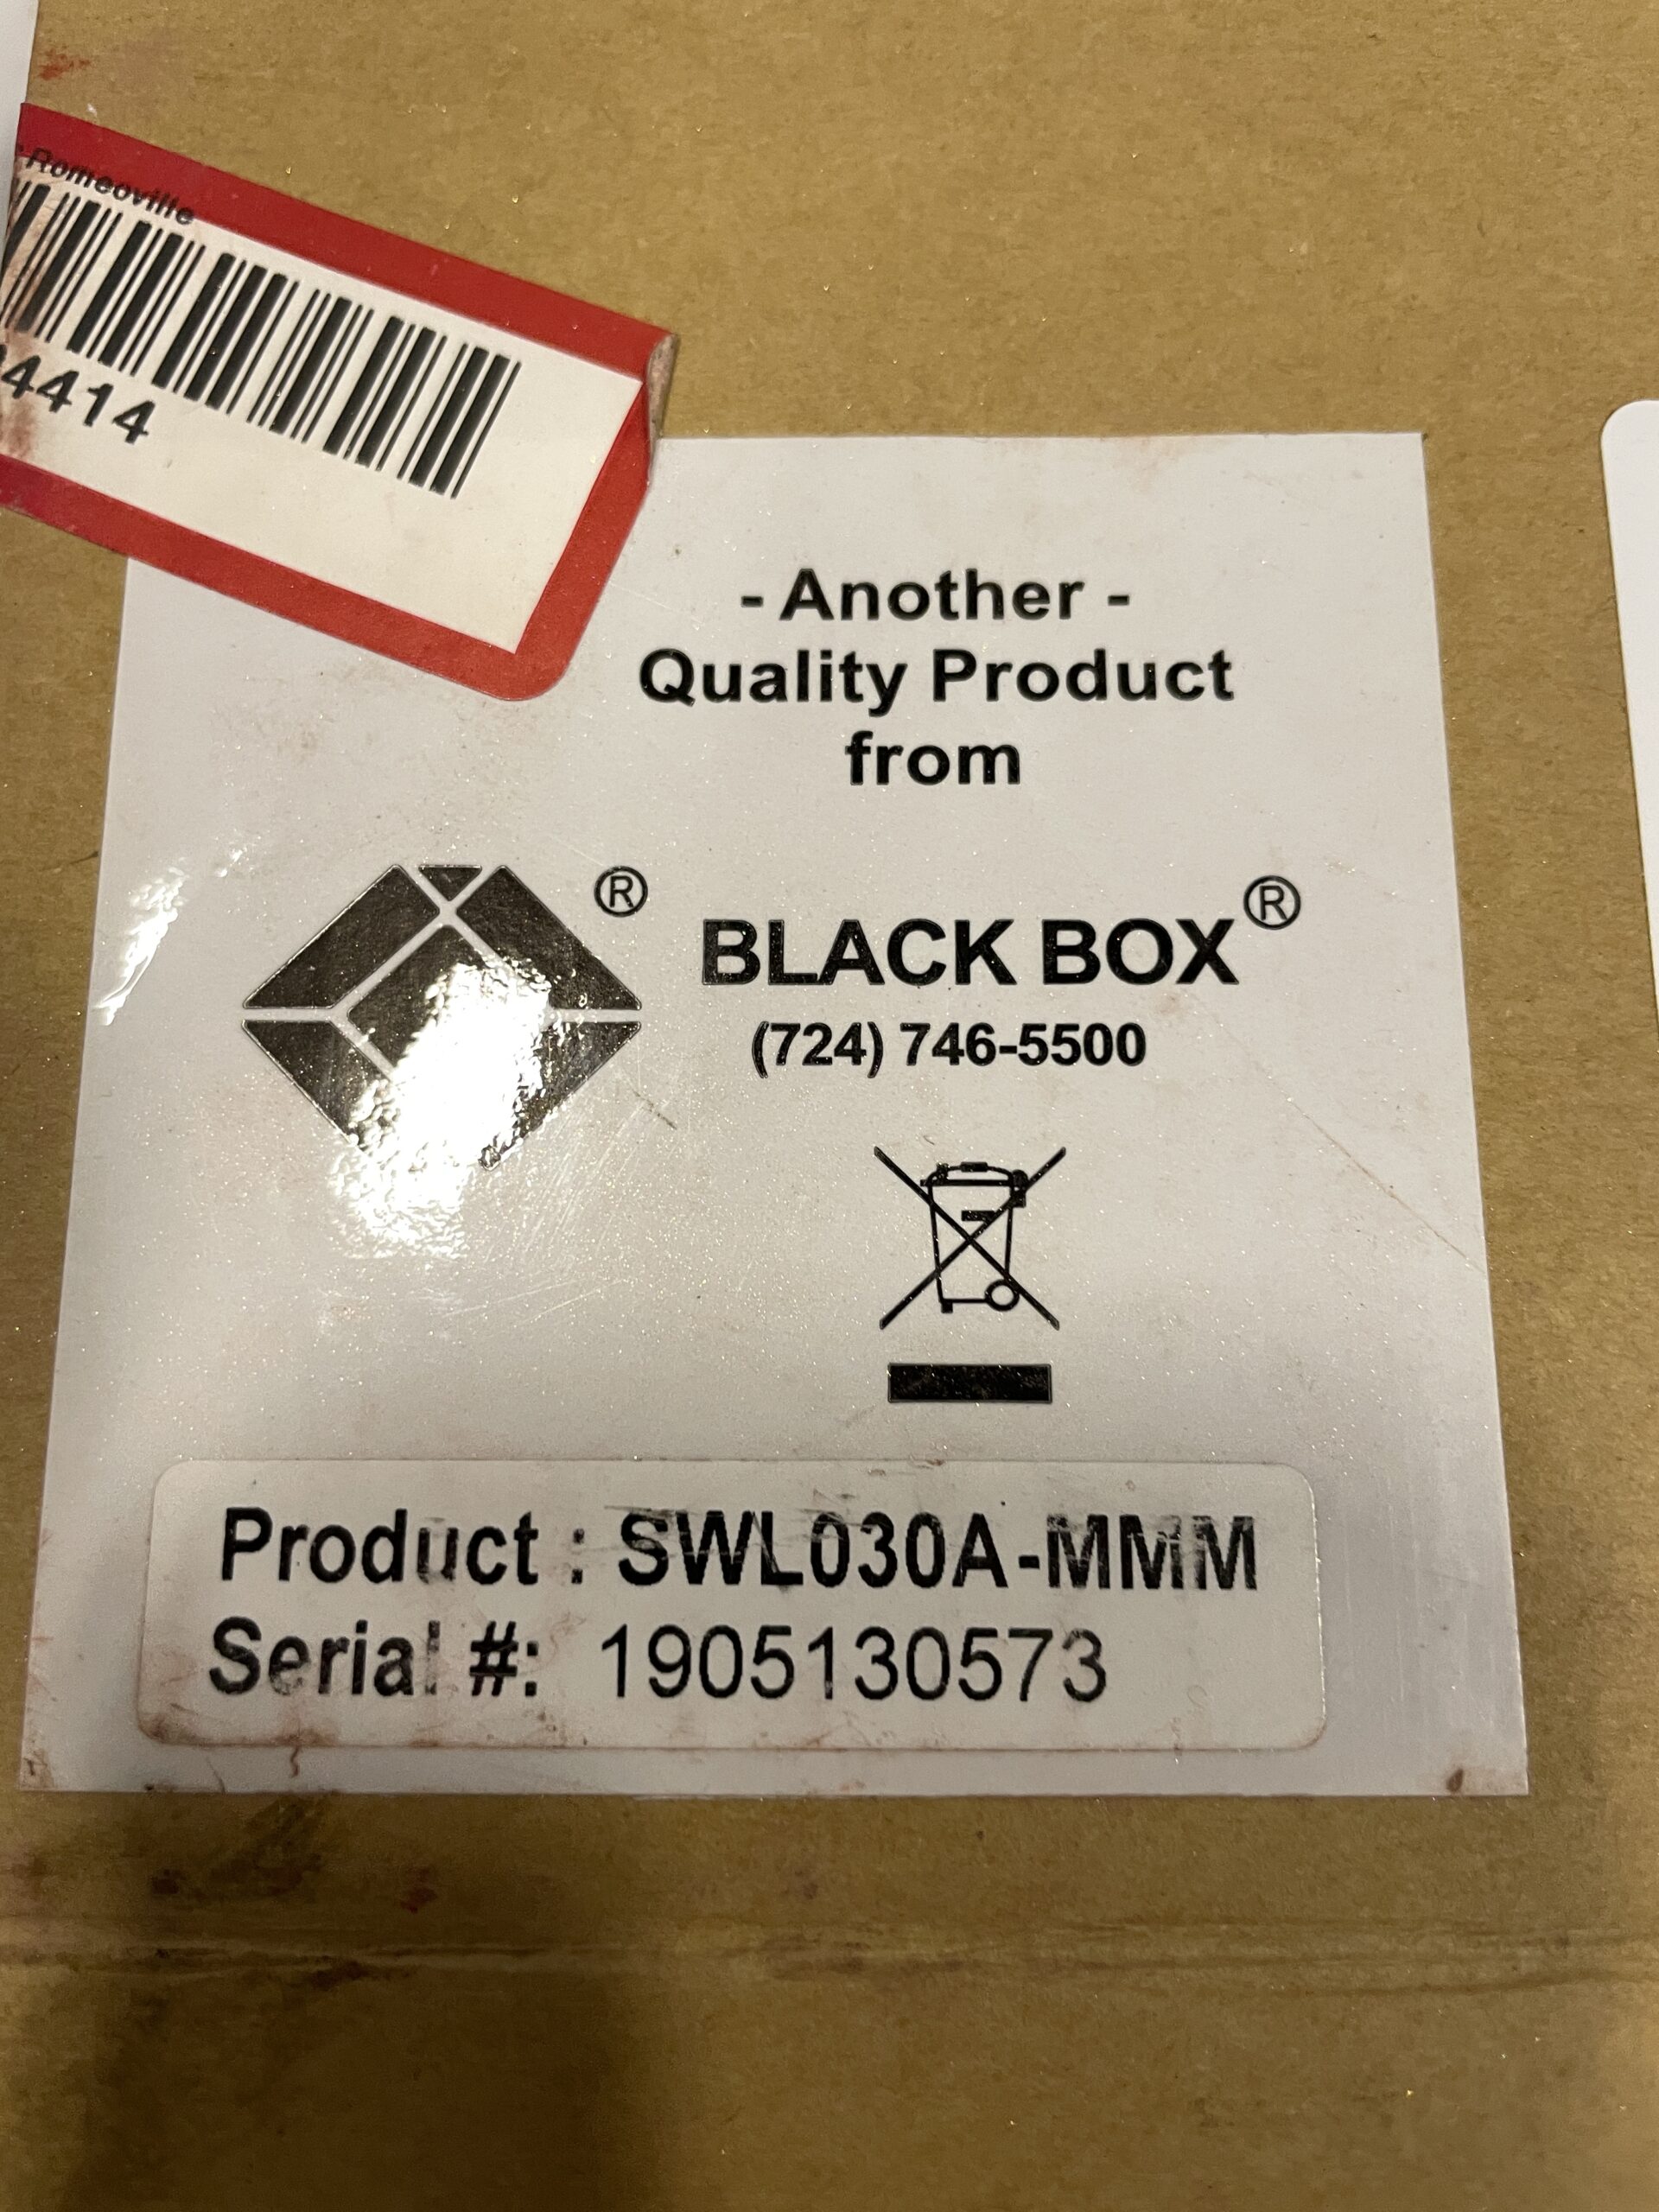 Romeoville
4414
- Another -
Quality Product
from
®
BLACK BOX®
(724) 746-5500
Product : SWL030A-MMM
Serial #: 1905130573